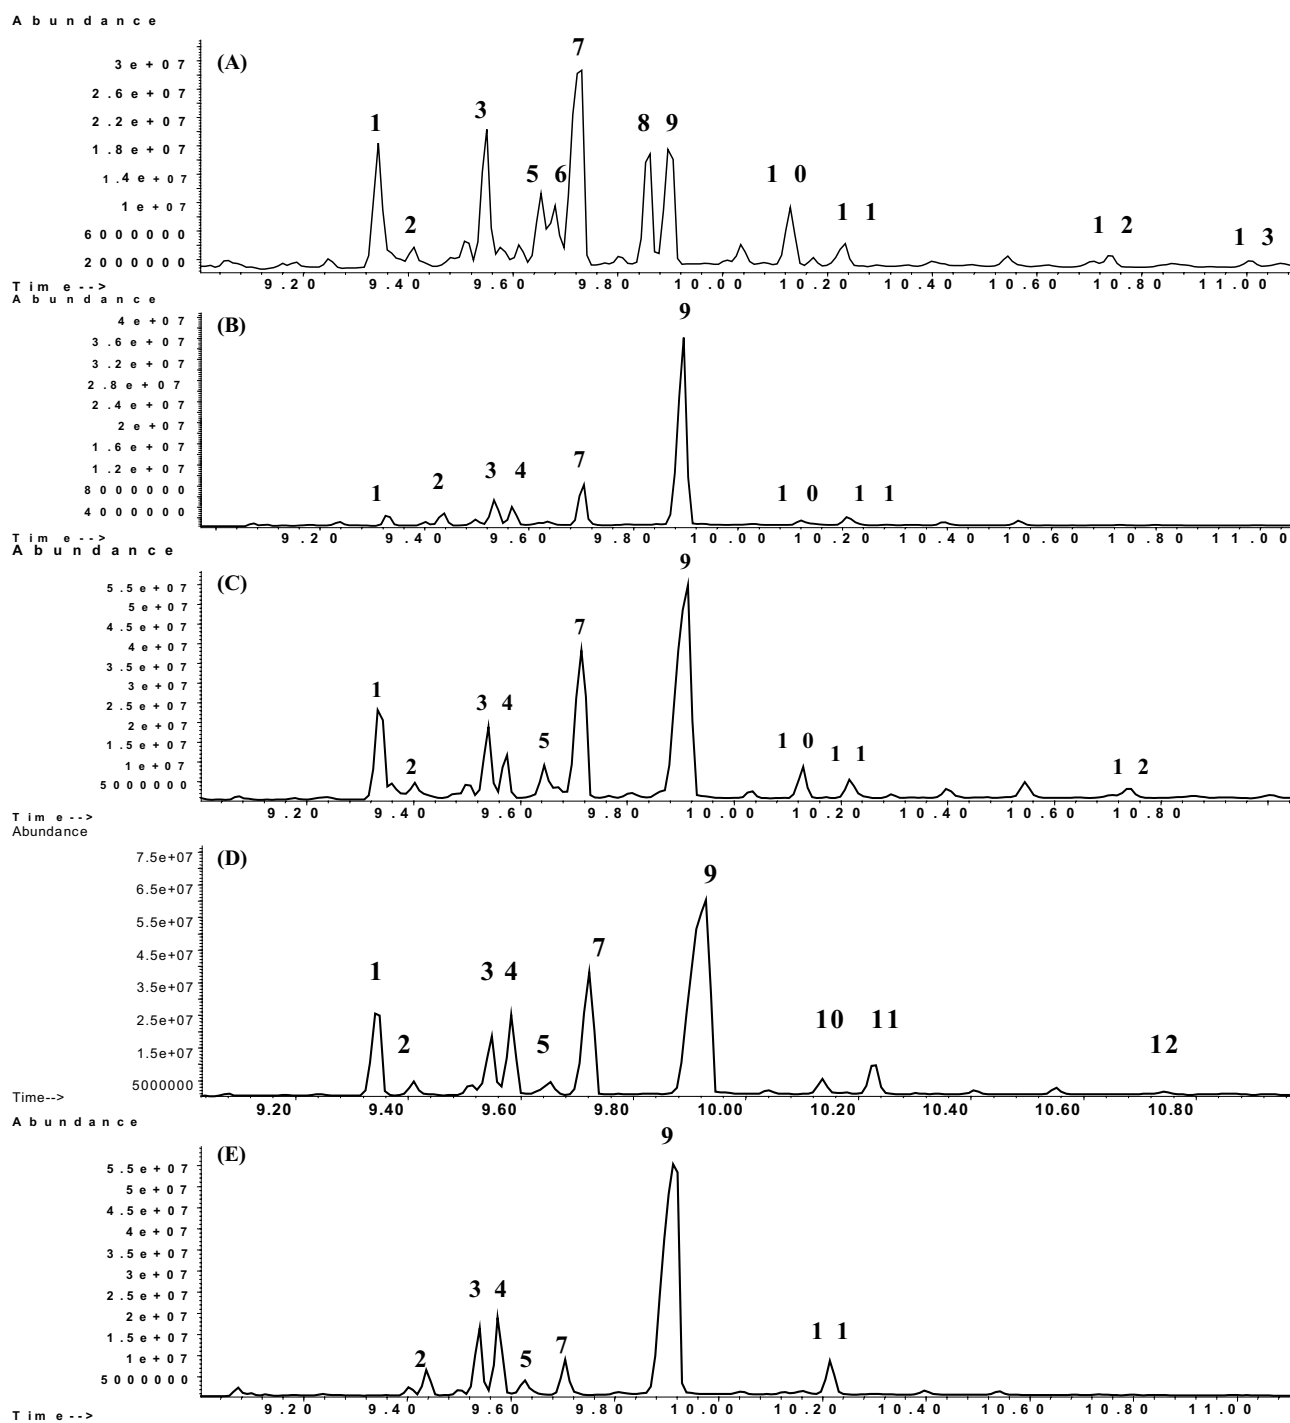 Abundance
(A)
3e+07
2.6e+07
2.2e+07
1.8e+07
1.4e+07
1e+07
6000000
2000000
1 2 3 5 6 7 8 9 10 11 12 13
9.20 9.40 9.60 9.80 10.00 10.20 10.40 10.60 10.80 11.00
Time-->
Abundance
(B)
4e+07
3.6e+07
3.2e+07
2.8e+07
2.4e+07
2e+07
1.6e+07
1.2e+07
8000000
4000000
1 2 3 4 7 9 10 11
9.20 9.40 9.60 9.80 10.00 10.20 10.40 10.60 10.80 11.00
Time-->
Abundance
(C)
5.5e+07
5e+07
4.5e+07
4e+07
3.5e+07
3e+07
2.5e+07
2e+07
1.5e+07
1e+07
5000000
1 2 3 4 5 7 9 10 11 12
9.20 9.40 9.60 9.80 10.00 10.20 10.40 10.60 10.80
Time-->
Abundance
(D)
7.5e+07
6.5e+07
5.5e+07
4.5e+07
3.5e+07
2.5e+07
1.5e+07
5000000
1 2 3 4 5 7 9 10 11 12
Time-->
9.20 9.40 9.60 9.80 10.00 10.20 10.40 10.60 10.80
Abundance
(E)
5.5e+07
5e+07
4.5e+07
4e+07
3.5e+07
3e+07
2.5e+07
2e+07
1.5e+07
1e+07
5000000
2 3 4 5 7 9 11
9.20 9.40 9.60 9.80 10.00 10.20 10.40 10.60 10.80 11.00
Time-->